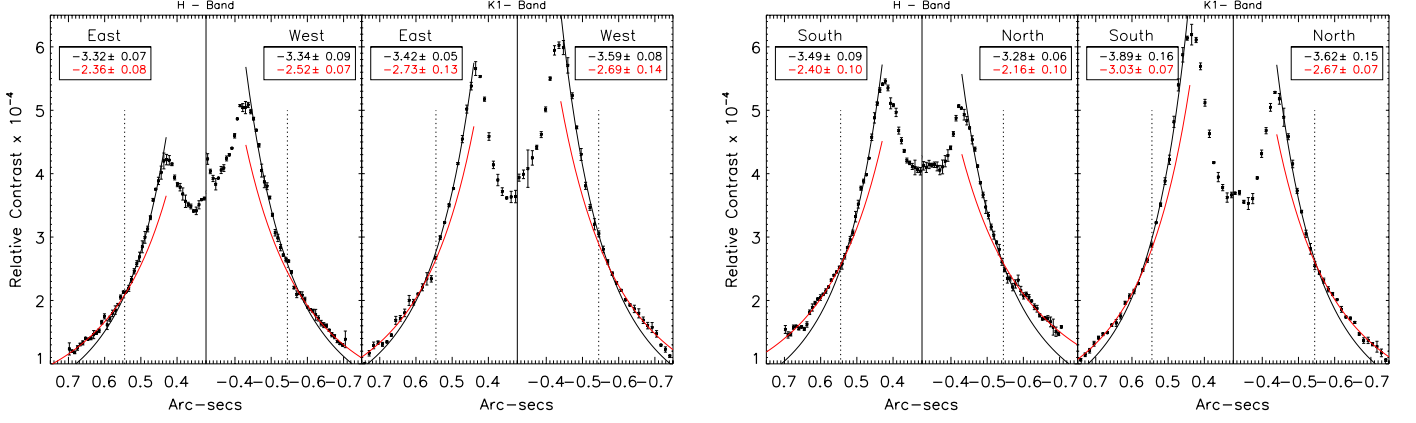 H - Band
K1- Band
H - Band
K1- Band
East
West
East
West
South
North
South
North
-3.32± 0.07
-2.36± 0.08
-3.34± 0.09
-2.52± 0.07
-3.42± 0.05
-2.73± 0.13
-3.59± 0.08
-2.69± 0.14
-3.49± 0.09
-2.40± 0.10
-3.28± 0.06
-2.16± 0.10
-3.89± 0.16
-3.03± 0.07
-3.62± 0.15
-2.67± 0.07
Relative Contrast × 10⁻⁴
6
5
4
3
2
1
Relative Contrast × 10⁻⁴
6
5
4
3
2
1
0.7 0.6 0.5 0.4 -0.4 -0.5 -0.6 -0.7
0.7 0.6 0.5 0.4 -0.4 -0.5 -0.6 -0.7
0.7 0.6 0.5 0.4 -0.4 -0.5 -0.6 -0.7
0.7 0.6 0.5 0.4 -0.4 -0.5 -0.6 -0.7
Arc-secs
Arc-secs
Arc-secs
Arc-secs